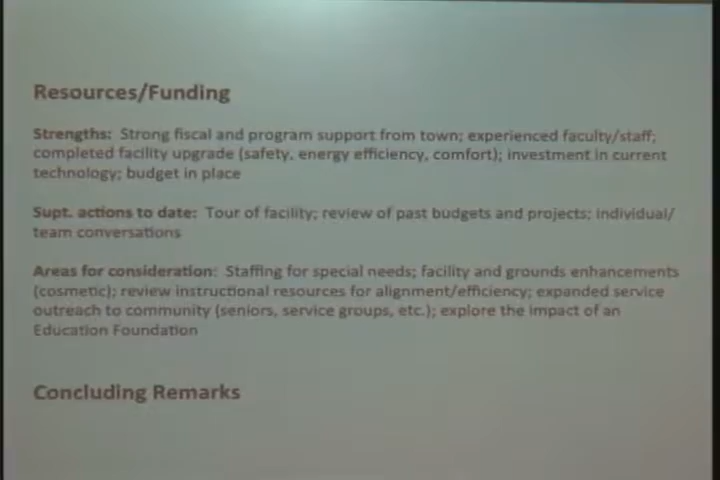 Resources/Funding
Strengths: Strong fiscal and program support from town; experienced faculty/staff;
completed facility upgrade (safety, energy efficiency, comfort); investment in current
technology; budget in place
Supt. actions to date: Tour of facility; review of past budgets and projects; individual/
team conversations
Areas for consideration: Staffing for special needs; facility and grounds enhancements
(cosmetic); review instructional resources for alignment/efficiency; expanded service
outreach to community (seniors, service groups, etc.); explore the impact of an
Education Foundation
Concluding Remarks